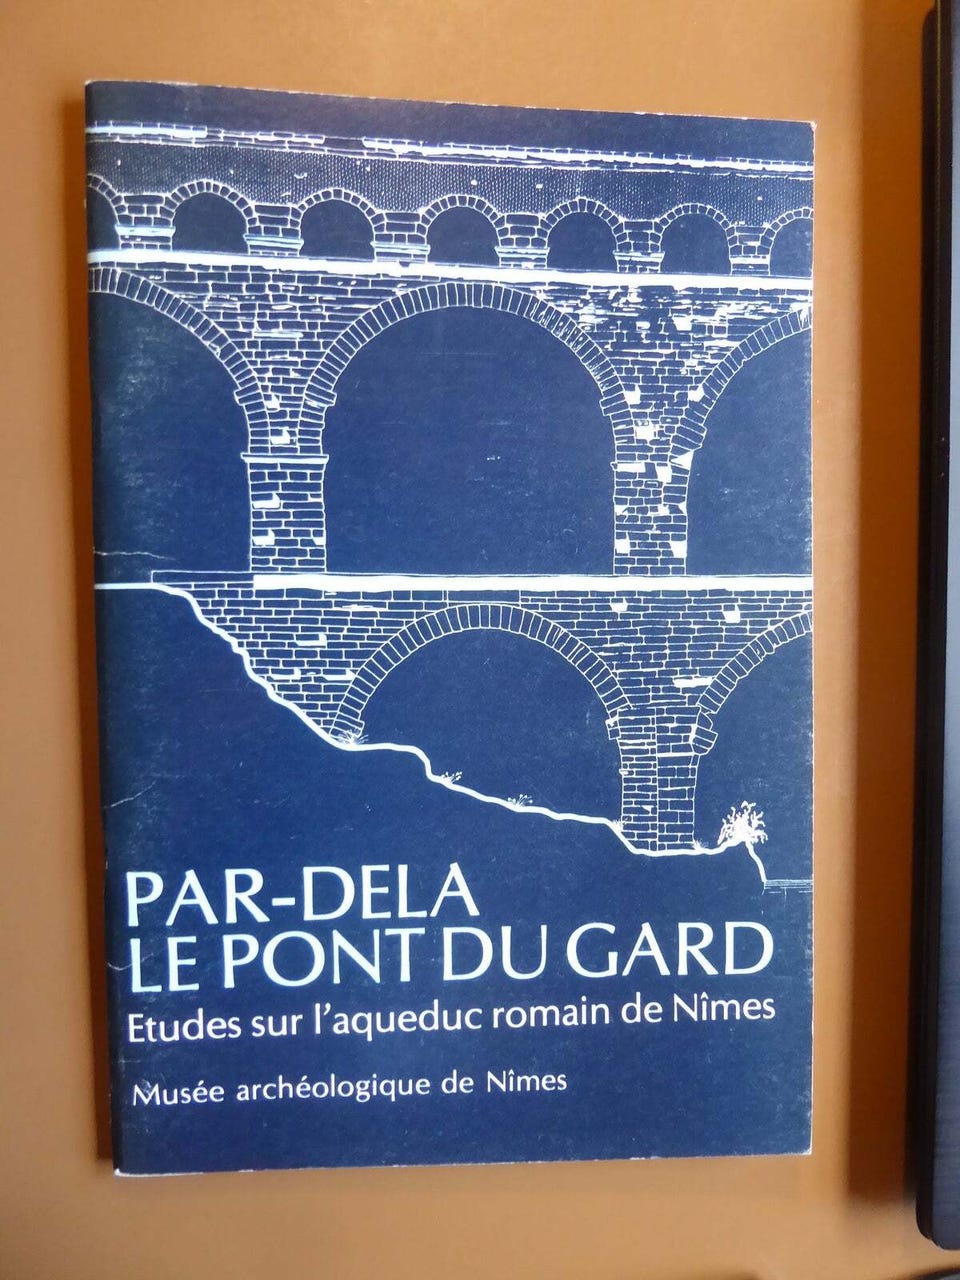 PAR-DELA
LE PONT DU GARD
Etudes sur l'aqueduc romain de Nîmes
Musée archéologique de Nîmes